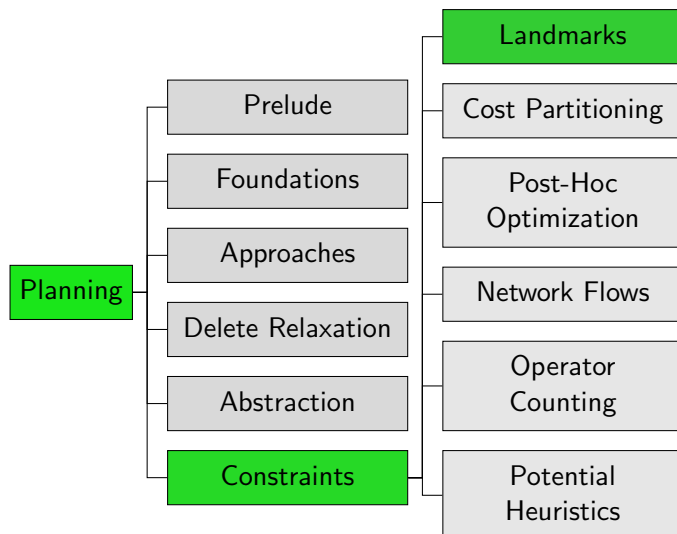 Planning
Prelude
Foundations
Approaches
Delete Relaxation
Abstraction
Constraints
Landmarks
Cost Partitioning
Post-Hoc
Optimization
Network Flows
Operator
Counting
Potential
Heuristics